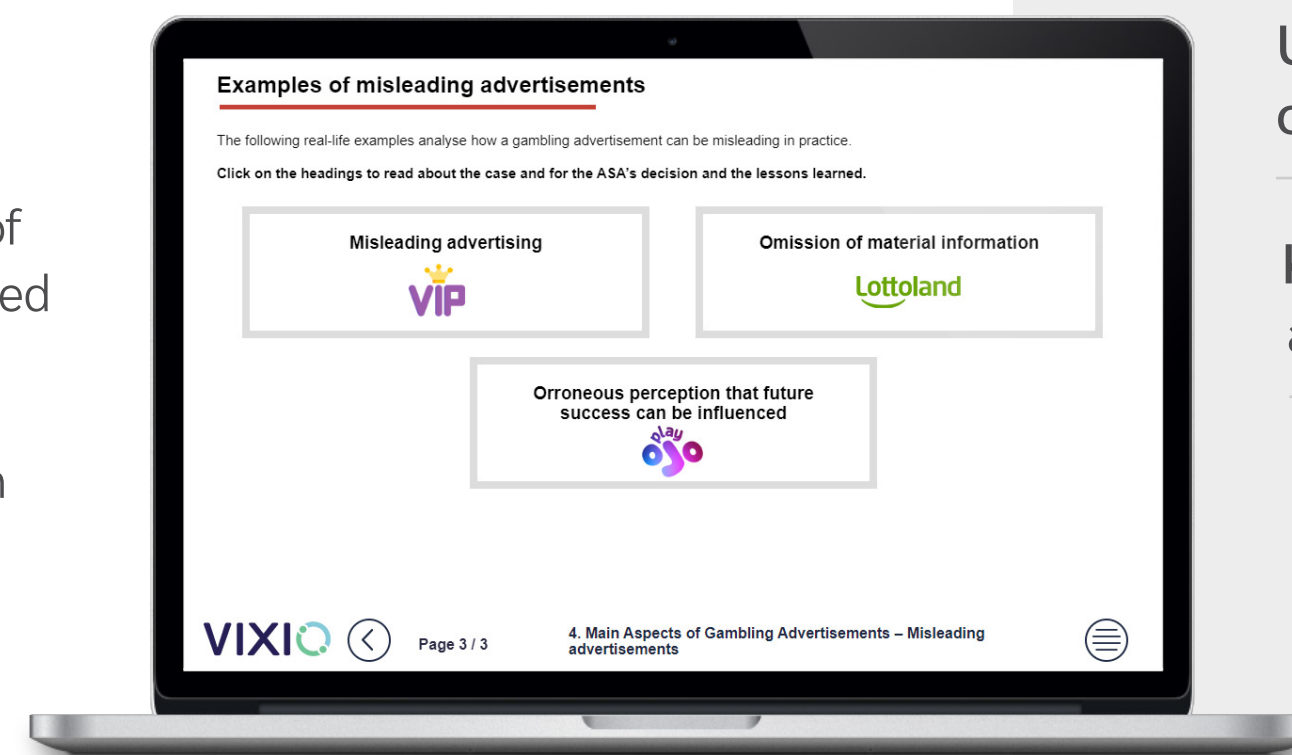 of
ed
n
Examples of misleading advertisements
The following real-life examples analyse how a gambling advertisement can be misleading in practice.
Click on the headings to read about the case and for the ASA's decision and the lessons learned.
Misleading advertising
VIP
Omission of material information
Lottoland
Orroneous perception that future
success can be influenced
play
OJO
VIXIO
Page 3 / 3
4. Main Aspects of Gambling Advertisements – Misleading
advertisements